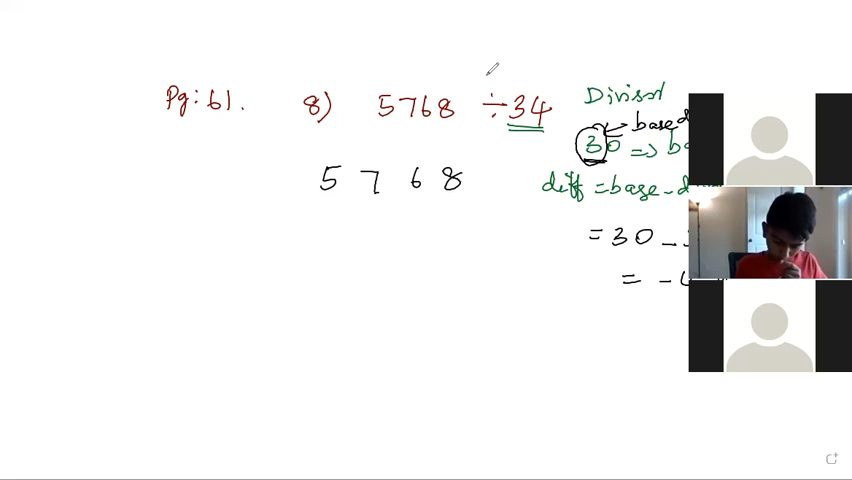 Pg: 61. 8) 5768 ÷ 34 Divisor
base
30 =>
5 7 6 8 diff = base -
= 30 -
= -